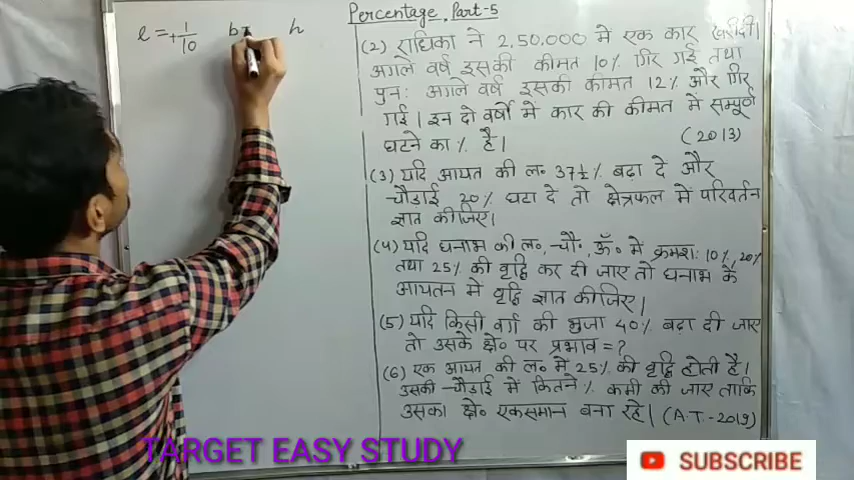 Percentage, Part-5
l = +1/10 b= h
(2) राधिका ने 2,50,000 मे एक कार खरीदी।
अगले वर्ष इसकी कीमत 10% गिर गई तथा
पुनः अगले वर्ष इसकी कीमत 12% और गिर
गई। इन दो वर्षो मे कार की कीमत में सम्पूर्ण
घटने का % है। (2013)
(3) यदि आयत की ल० 37½% बढ़ा दे और
चौडाई 20% घटा दे तो क्षेत्रफल में परिवर्तन
ज्ञात कीजिए।
(4) यदि घनाभ की ल०, चौ०, ऊँ० मे क्रमशः 10%, 20%
तथा 25% की वृद्धि कर दी जाए तो घनाभ के
आयतन में वृद्धि ज्ञात कीजिए।
(5) यदि किसी वर्ग की भुजा 40% बढ़ा दी जाए
तो उसके क्षे० पर प्रभाव = ?
(6) एक आयत की ल० मे 25% की वृद्धि होती है।
उसकी चौडाई में कितने % कमी की जाए ताकि
उसका क्षे० एकसमान बना रहे। (A.T.-2019)
TARGET EASY STUDY
SUBSCRIBE